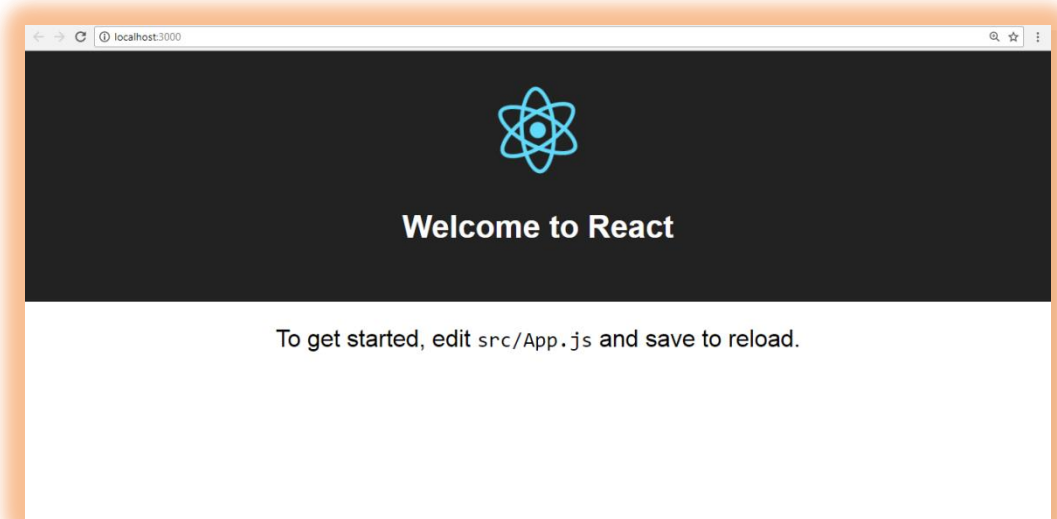 localhost:3000
Welcome to React
To get started, edit src/App.js and save to reload.